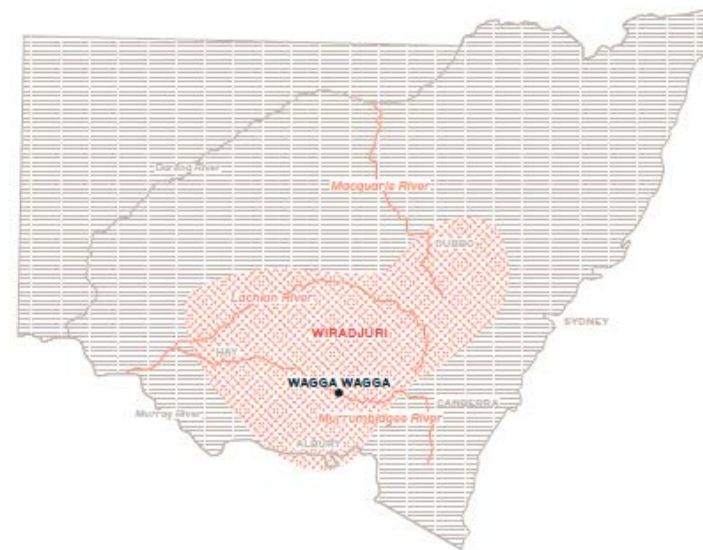 Darling River
Macquarie River
DUBBO
Lachlan River
SYDNEY
WIRADJURI
HAY
WAGGA WAGGA
CANBERRA
Murray River
Murrumbidgee River
ALBURY